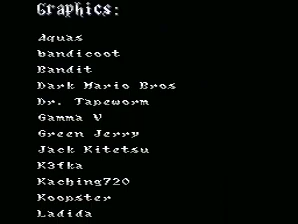 Graphics:
Aquas
bandicoot
Bandit
Dark Mario Bros
Dr. Tapeworm
Gamma V
Green Jerry
Jack Kitetsu
K3fka
Kaching720
Koopster
Ladida